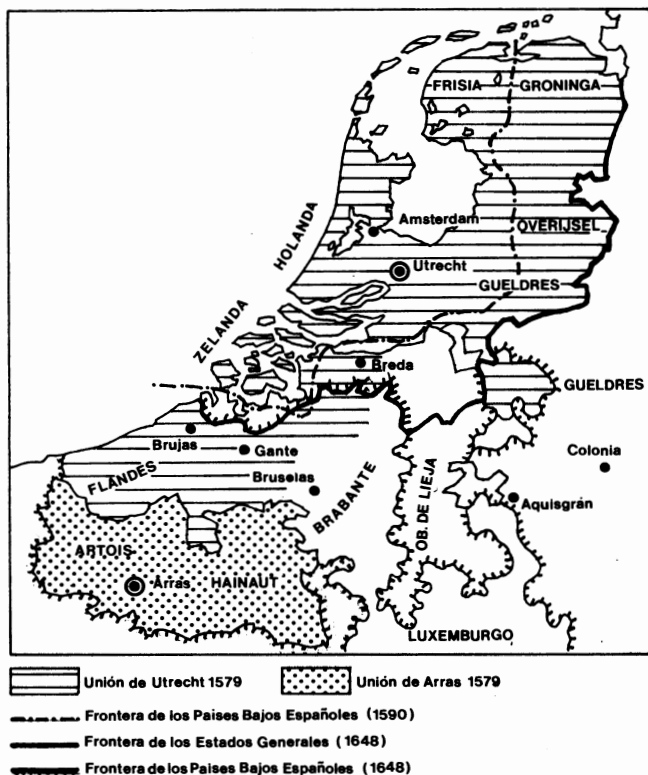 FRISIA
GRONINGA
HOLANDA
Amsterdam
OVERIJSEL
Utrecht
GUELDRES
ZELANDA
Breda
GUELDRES
Brujas
Gante
Colonia
FLANDES
Bruselas
BRABANTE
OB. DE LIEJA
Aquisgrán
ARTOIS
Arras
HAINAUT
LUXEMBURGO
Unión de Utrecht 1579
Unión de Arras 1579
Frontera de los Paises Bajos Españoles (1590)
Frontera de los Estados Generales (1648)
Frontera de los Paises Bajos Españoles (1648)